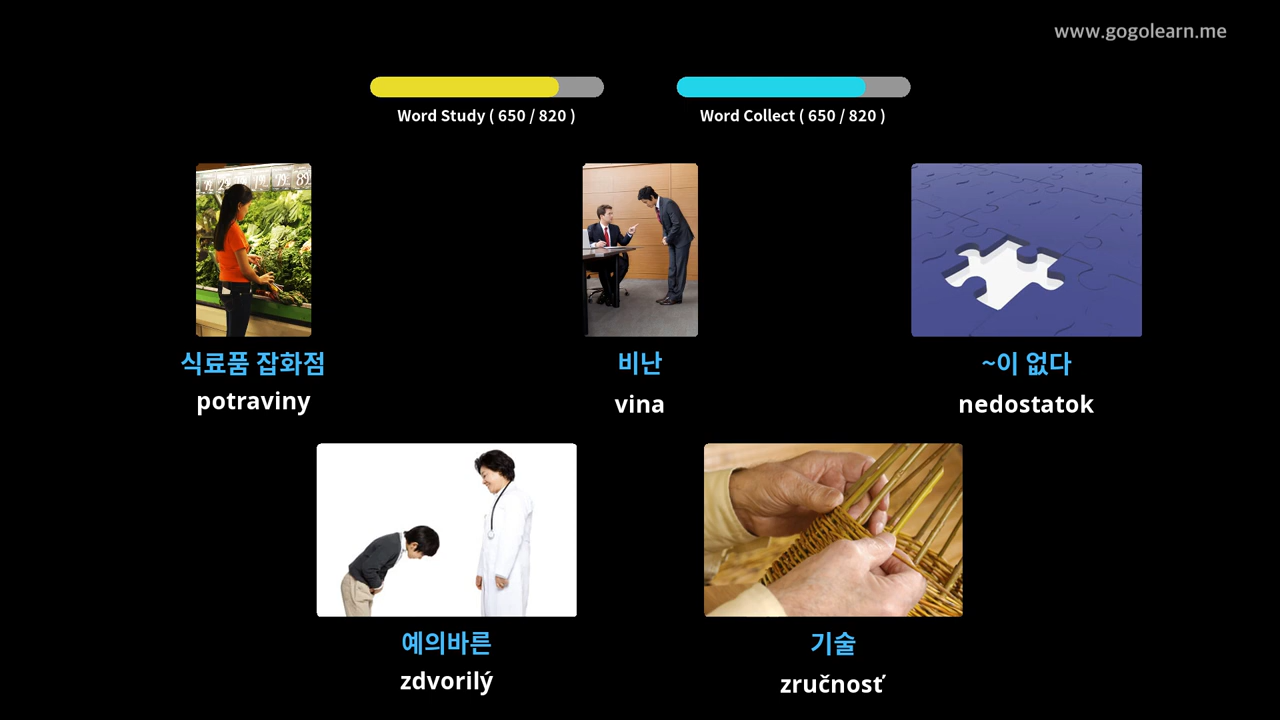 www.gogolearn.me
Word Study ( 650 / 820 )
Word Collect ( 650 / 820 )
식료품 잡화점
potraviny
비난
vina
~이 없다
nedostatok
예의바른
zdvorilý
기술
zručnosť